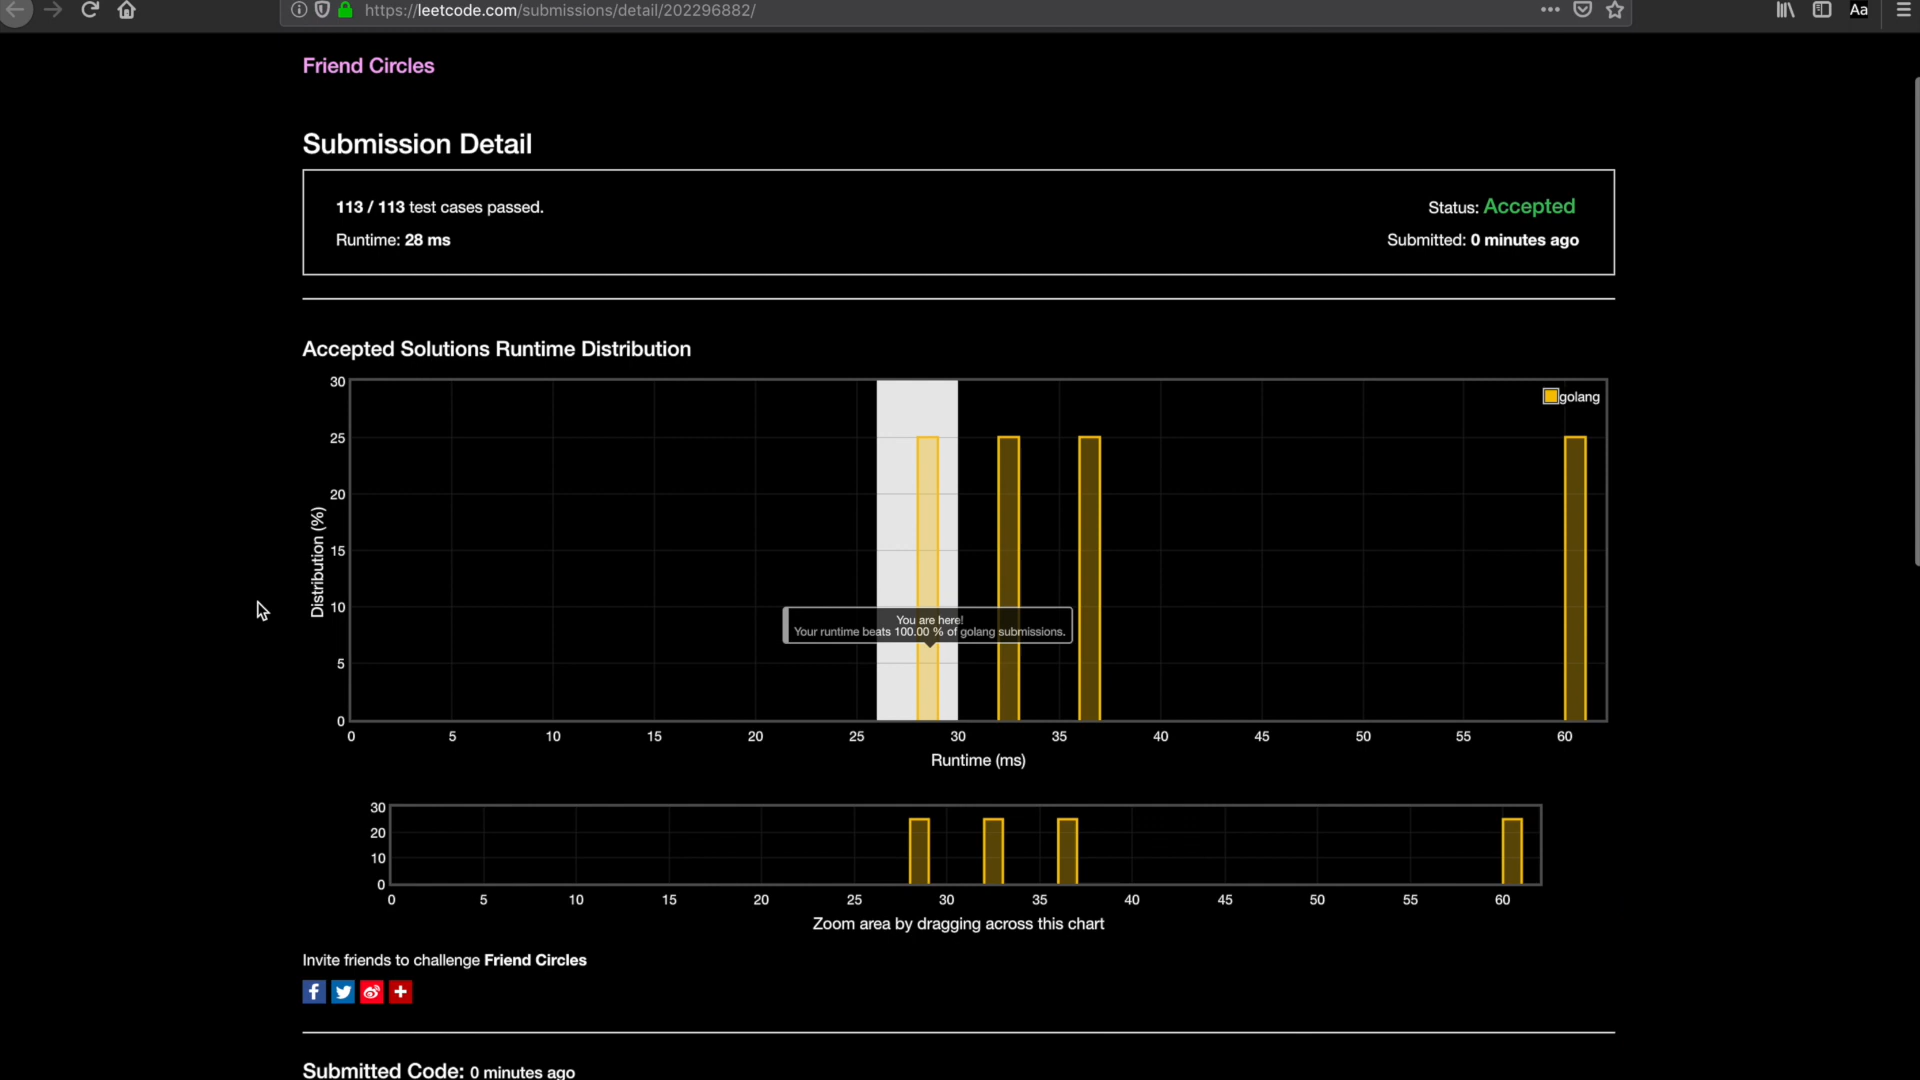 https://leetcode.com/submissions/detail/202296882/
Aa
Friend Circles
Submission Detail
113 / 113 test cases passed.
Status: Accepted
Runtime: 28 ms
Submitted: 0 minutes ago
Accepted Solutions Runtime Distribution
30
25
20
15
10
5
0
Distribution (%)
golang
You are here!
Your runtime beats 100.00 % of golang submissions.
0 5 10 15 20 25 30 35 40 45 50 55 60
Runtime (ms)
30
20
10
0
0 5 10 15 20 25 30 35 40 45 50 55 60
Zoom area by dragging across this chart
Invite friends to challenge Friend Circles
Submitted Code: 0 minutes ago